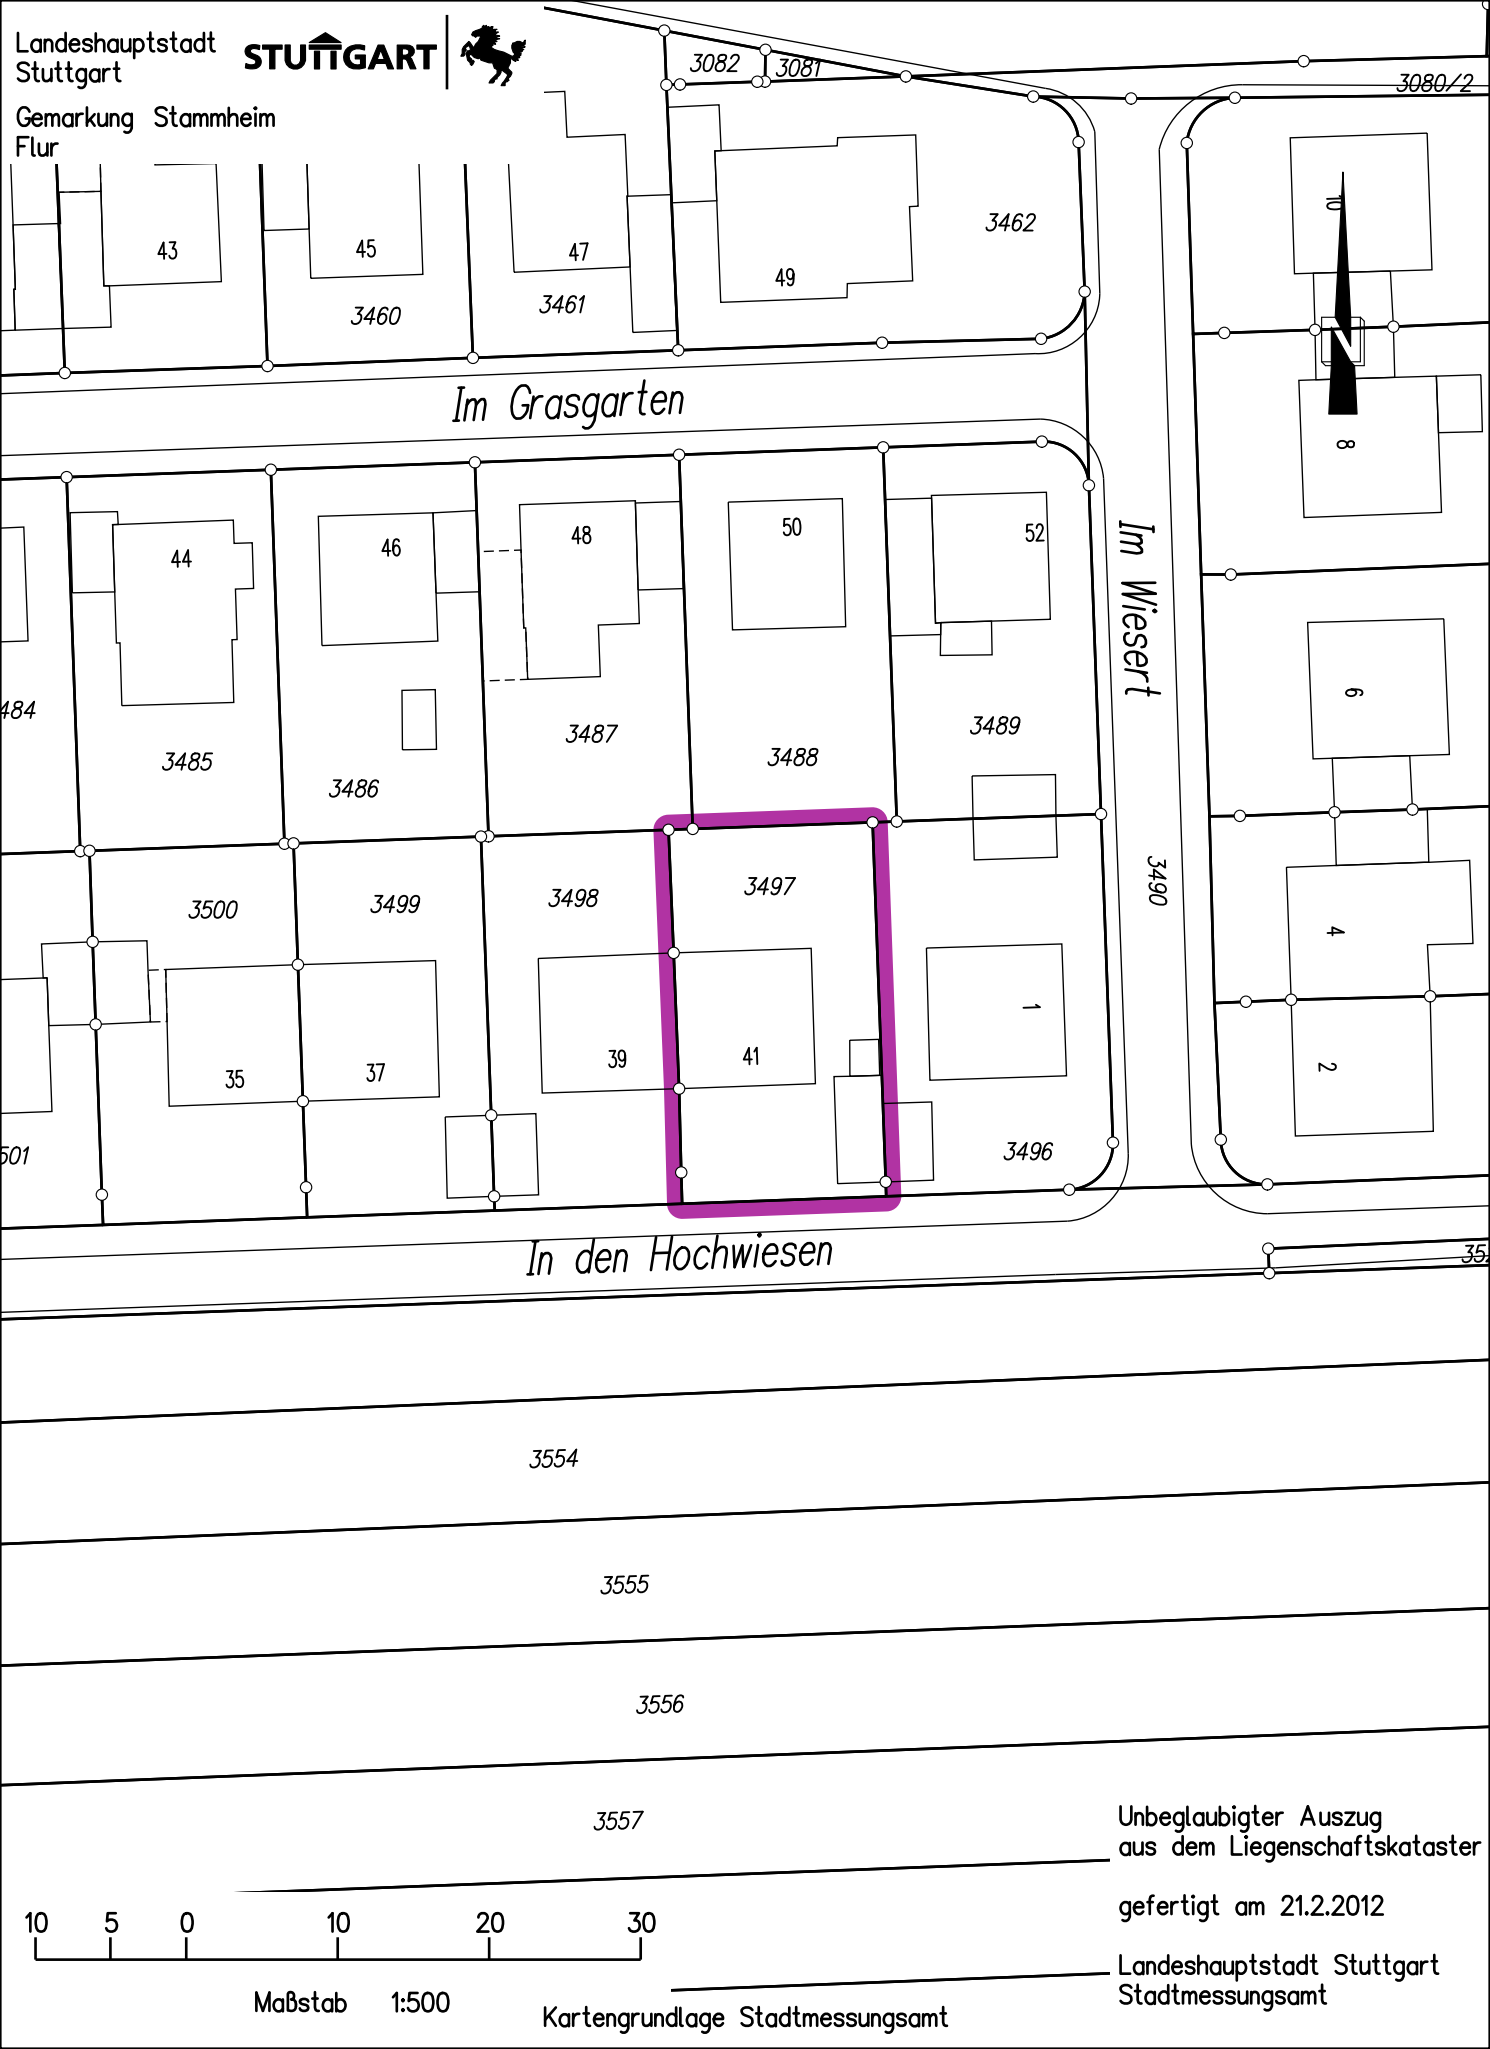 Landeshauptstadt
Stuttgart
STUTTGART
Gemarkung Stammheim
Flur
3082
3081
3080/2
10
3462
43
45
47
49
3460
3461
Im Grasgarten
8
44
46
48
50
52
Im Wiesert
6
484
3485
3486
3487
3488
3489
3490
3500
3499
3498
3497
4
35
37
39
41
1
2
501
3496
In den Hochwiesen
352
3554
3555
3556
3557
Unbeglaubigter Auszug
aus dem Liegenschaftskataster
gefertigt am 21.2.2012
10 5 0 10 20 30
Landeshauptstadt Stuttgart
Stadtmessungsamt
Maßstab 1:500
Kartengrundlage Stadtmessungsamt